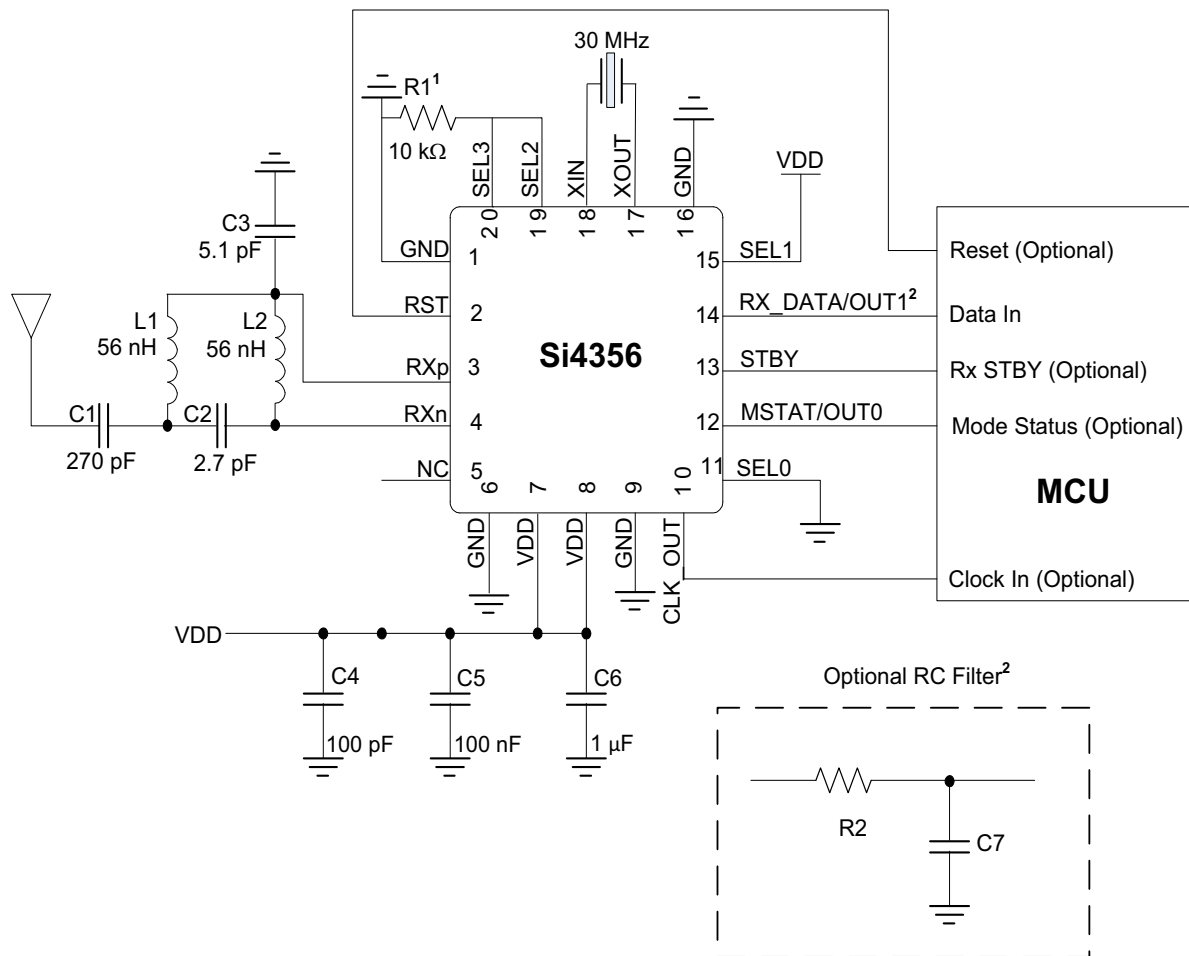 30 MHz
R1¹
10 kΩ
SEL3
SEL2
XIN
XOUT
GND
VDD
20
19
18
17
16
C3
5.1 pF
GND
1
15
SEL1
Reset (Optional)
RST
2
14
RX_DATA/OUT1²
Data In
L1
56 nH
L2
56 nH
Si4356
RXp
3
13
STBY
Rx STBY (Optional)
C1
270 pF
C2
2.7 pF
RXn
4
12
MSTAT/OUT0
Mode Status (Optional)
NC
5
11
SEL0
MCU
6
7
8
9
10
GND
VDD
VDD
GND
CLK_OUT
Clock In (Optional)
VDD
C4
100 pF
C5
100 nF
C6
1 µF
Optional RC Filter²
R2
C7